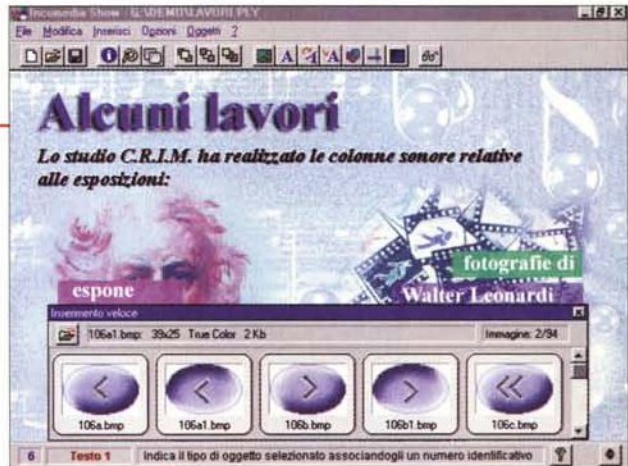 Incomedia Show - G:\DEMO\LAVORI.PLY
File Modifica Inserisci Opzioni Oggetti ?
Alcuni lavori
Lo studio C.R.I.M. ha realizzato le colonne sonore relative
alle esposizioni:
fotografie di
espone
Walter Leonardi
Inserimento veloce
106a1.bmp: 39x25 True Color 2 Kb
Immagine: 2/94
106a.bmp 106a1.bmp 106b.bmp 106b1.bmp 106c.bmp
6 Testo 1 Indica il tipo di oggetto selezionato associandogli un numero identificativo